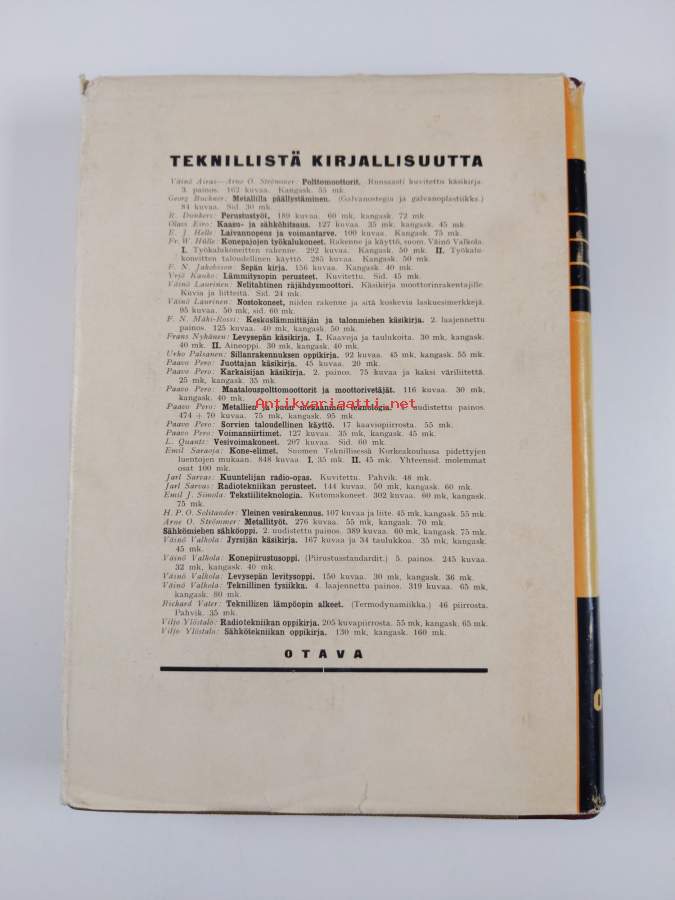 TEKNILLISTÄ KIRJALLISUUTTA
Väinö Airas—Arne O. Strömmer: Polttomoottorit. Runsaasti kuvitettu käsikirja.
3. painos. 162 kuvaa. Kangask. 55 mk.
Georg Buchner: Metallilla päällystäminen. (Galvanostegia ja galvanoplastiikka.)
84 kuvaa. Sid. 30 mk.
R. Donkers: Perustustyöt. 189 kuvaa. 60 mk, kangask. 72 mk
Olavi Eiro: Kaasu- ja sähköhitsaus. 127 kuvaa. 35 mk, kangask. 45 mk
E. J. Helle: Laivannopeus ja voimantarve. 100 kuvaa. Kangask. 75 mk.
Fr. W. Hülle: Konepajojen työkalukoneet. Rakenne ja käyttö, suom. Väinö Valkola.
I. Työkalukoneitten rakenne. 292 kuvaa. Kangask. 50 mk. II. Työkalu-
koneitten taloudellinen käyttö. 285 kuvaa. Kangask. 50 mk.
F. N. Jakobsson: Sepän kirja. 156 kuvaa. Kangask. 40 mk
Yrjö Kauko: Lämmitysopin perusteet. Kuvitettu. Sid. 45 mk.
Väinö Laurinen: Nelitahtinen räjähdysmoottori. Käsikirja moottorinrakentajille.
Kuvia ja liitteitä. Sid. 24 mk.
Väinö Laurinen: Nostokoneet, niiden rakenne ja sitä koskevia laskuesimerkkejä.
95 kuvaa. 50 mk, sid. 60 mk.
F. N. Mäki-Rossi: Keskuslämmittäjän ja talonmiehen käsikirja. 2. laajennettu
painos. 125 kuvaa. 40 mk, kangask. 50 mk.
Frans Nyhänen: Levysepän käsikirja. I. Kaavoja ja taulukoita. 30 mk, kangask.
40 mk. II. Aineoppi. 30 mk, kangask. 40 mk.
Urho Palsanen: Sillanrakennuksen oppikirja. 92 kuvaa. 45 mk, kangask. 55 mk.
Paavo Pero: Juottajan käsikirja. 45 kuvaa. 20 mk.
Paavo Pero: Karkaisijan käsikirja. 2. painos. 75 kuvaa ja kaksi väriliitettä.
25 mk, kangask. 35 mk.
Paavo Pero: Maatalouspolttomoottorit ja moottorivetäjät. 116 kuvaa. 30 mk,
kangask. 40 mk.
Antikvariaatti.net
Paavo Pero: Metallien ja puun mekaaninen teknologia. uudistettu painos.
474 + 70 kuvaa. 75 mk, kangask. 95 mk.
Paavo Pero: Sorvien taloudellinen käyttö. 17 kaaviopiirrosta. 55 mk.
Paavo Pero: Voimansiirtimet. 127 kuvaa. 35 mk, kangask. 45 mk.
L. Quantz: Vesivoimakoneet. 207 kuvaa. Sid. 60 mk.
Emil Saraoja: Kone-elimet. Suomen Teknillisessä Korkeakoulussa pidettyjen
luentojen mukaan. 848 kuvaa. I. 35 mk. II. 45 mk. Yhteensid. molemmat
osat 100 mk.
Jarl Sarvas: Kuuntelijan radio-opas. Kuvitettu. Pahvik. 48 mk.
Jarl Sarvas: Radiotekniikan perusteet. 144 kuvaa. 50 mk, kangask. 60 mk.
Emil J. Simola: Tekstiiliteknologia. Kutomakoneet. 302 kuvaa. 60 mk, kangask.
75 mk.
H. P. O. Solitander: Yleinen vesirakennus. 107 kuvaa ja liite. 45 mk, kangask. 55 mk.
Arne O. Strömmer: Metallityöt. 276 kuvaa. 55 mk, kangask. 70 mk.
Sähkömiehen sähköoppi. 2. uudistettu painos. 389 kuvaa. 60 mk, kangask. 75 mk.
Väinö Valkola: Jyrsijän käsikirja. 167 kuvaa ja 34 taulukkoa. 35 mk, kangask.
45 mk.
Väinö Valkola: Konepiirustusoppi. (Piirustusstandardit.) 5. painos. 245 kuvaa.
32 mk, kangask. 40 mk.
Väinö Valkola: Levysepän levitysoppi. 150 kuvaa. 30 mk, kangask. 36 mk.
Väinö Valkola: Teknillinen fysiikka. 4. laajennettu painos. 319 kuvaa. 65 mk,
kangask. 80 mk.
Richard Vater: Teknillizen lämpöopin alkeet. (Termodynamiikka.) 46 piirrosta.
Pahvik. 35 mk.
Viljo Ylöstalo: Radiotekniikan oppikirja. 205 kuvapiirrosta. 55 mk, kangask. 65 mk.
Viljo Ylöstalo: Sähkötekniikan oppikirja. 130 mk, kangask. 160 mk.
OTAVA